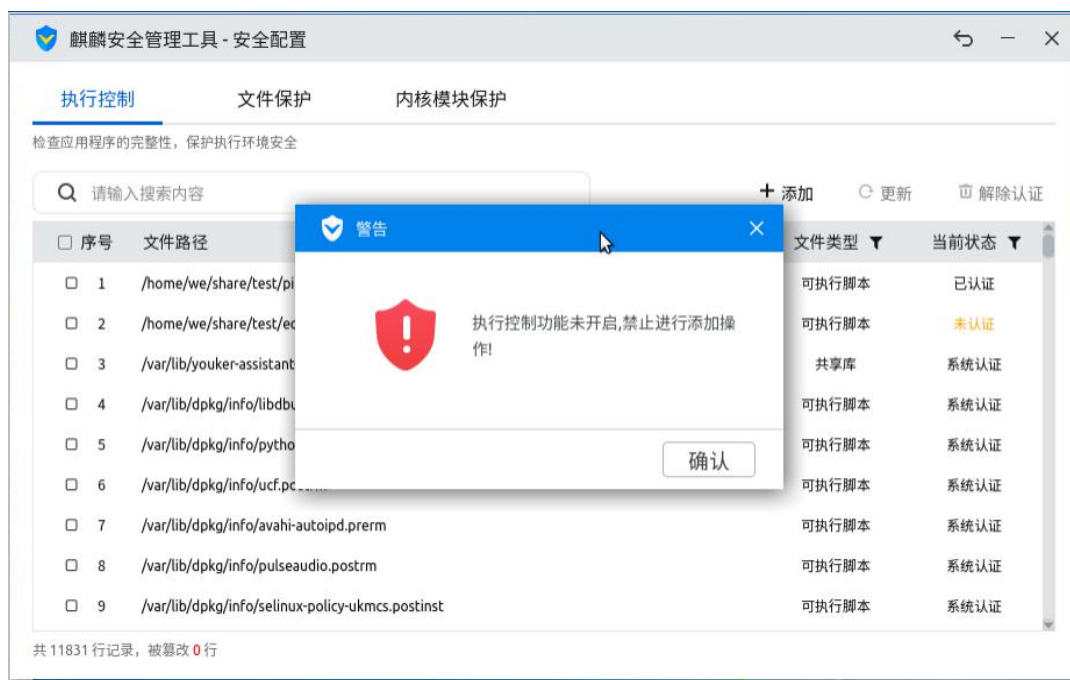 麒麟安全管理工具 - 安全配置
执行控制 文件保护 内核模块保护
检查应用程序的完整性，保护执行环境安全
请输入搜索内容 添加 更新 解除认证
序号 文件路径 文件类型 当前状态
警告
执行控制功能未开启,禁止进行添加操
作!
确认
1 /home/we/share/test/pi 可执行脚本 已认证
2 /home/we/share/test/ec 可执行脚本 未认证
3 /var/lib/youker-assistant 共享库 系统认证
4 /var/lib/dpkg/info/libdbu 可执行脚本 系统认证
5 /var/lib/dpkg/info/pytho 可执行脚本 系统认证
6 /var/lib/dpkg/info/ucf.postrm 可执行脚本 系统认证
7 /var/lib/dpkg/info/avahi-autoipd.prerm 可执行脚本 系统认证
8 /var/lib/dpkg/info/pulseaudio.postrm 可执行脚本 系统认证
9 /var/lib/dpkg/info/selinux-policy-ukmcs.postinst 可执行脚本 系统认证
共 11831 行记录，被篡改 0 行